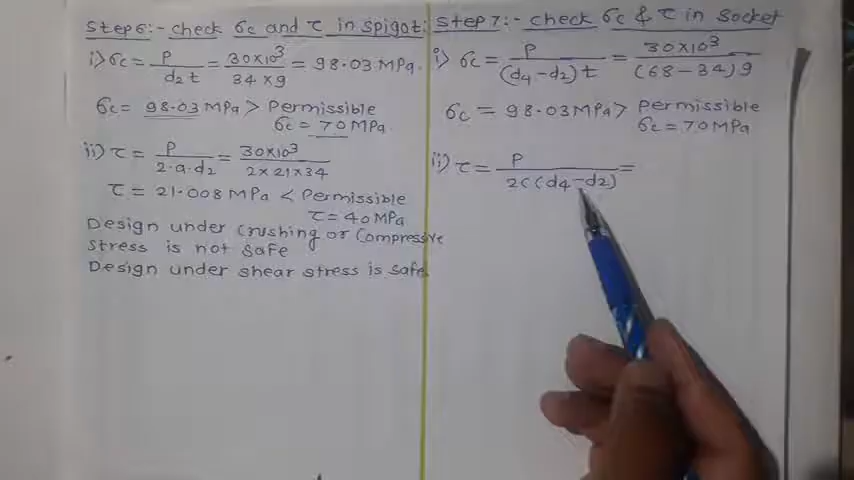 Step 6:- check σc and τ in spigot:
i) σc = P / d2 t = 30×10³ / 34×9 = 98.03 MPa.
σc = 98.03 MPa > Permissible
σc = 70 MPa.
ii) τ = P / 2·a·d2 = 30×10³ / 2×21×34
τ = 21.008 MPa < Permissible
τ = 40 MPa
Design under Crushing or Compressive
stress is not safe
Design under shear stress is safe
Step 7:- check σc & τ in Socket
i) σc = P / (d4-d2) t = 30×10³ / (68-34) 9
σc = 98.03 MPa > Permissible
σc = 70 MPa
ii) τ = P / 2c (d4-d2) =